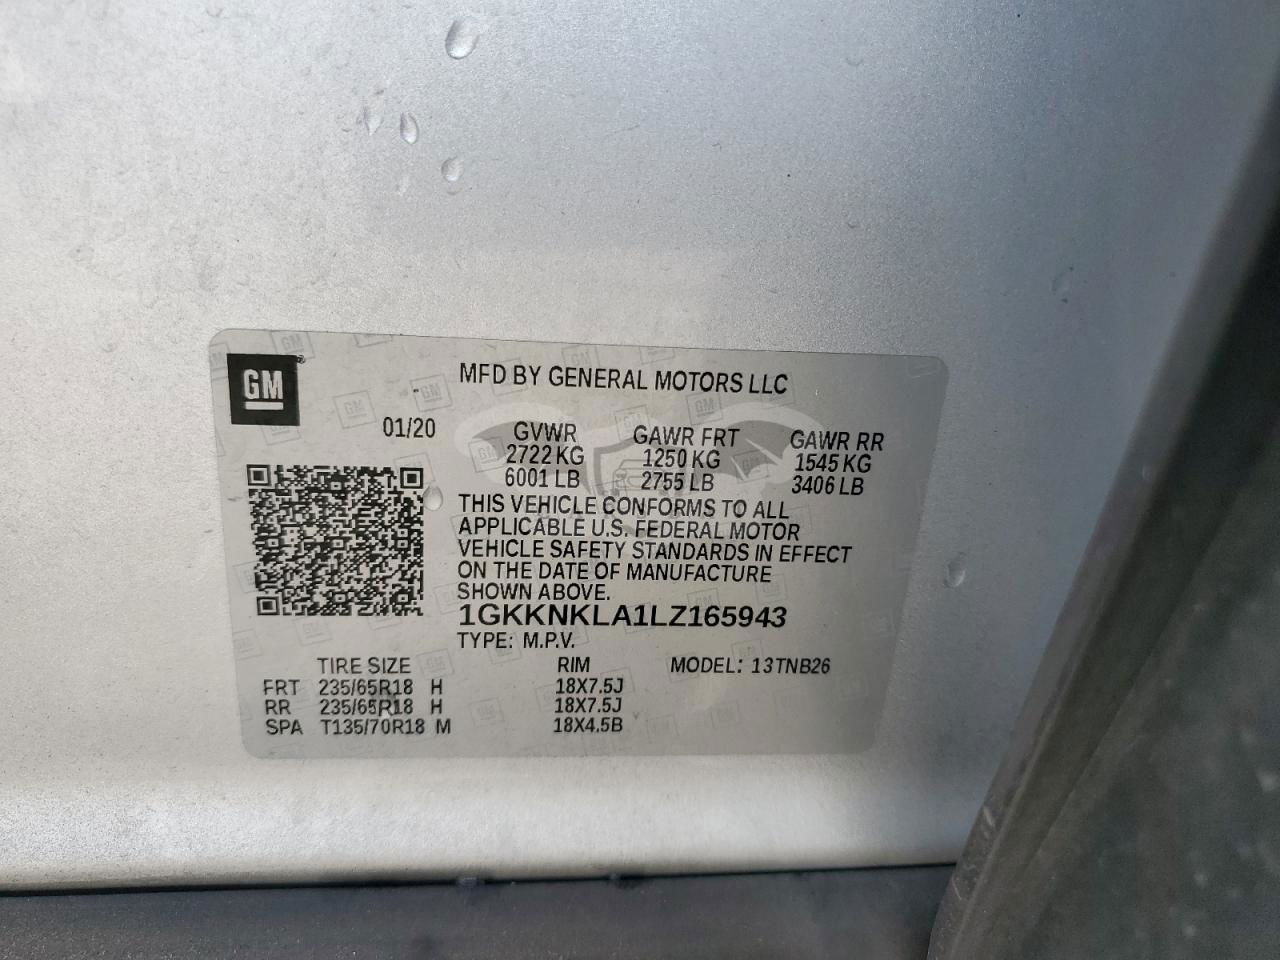 GM
MFD BY GENERAL MOTORS LLC
01/20
GVWR GAWR FRT GAWR RR
2722 KG 1250 KG 1545 KG
6001 LB 2755 LB 3406 LB
THIS VEHICLE CONFORMS TO ALL
APPLICABLE U.S. FEDERAL MOTOR
VEHICLE SAFETY STANDARDS IN EFFECT
ON THE DATE OF MANUFACTURE
SHOWN ABOVE.
1GKKNKLA1LZ165943
TYPE: M.P.V.
TIRE SIZE RIM MODEL: 13TNB26
FRT 235/65R18 H 18X7.5J
RR 235/65R18 H 18X7.5J
SPA T135/70R18 M 18X4.5B